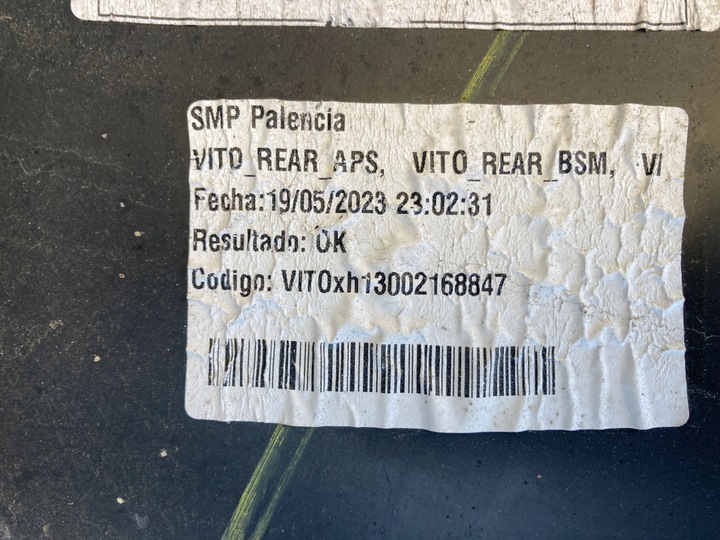 SMP Palencia
VITO_REAR_APS, VITO_REAR_BSM, VI
Fecha:19/05/2023 23:02:31
Resultado: OK
Codigo: VITOxh13002168847